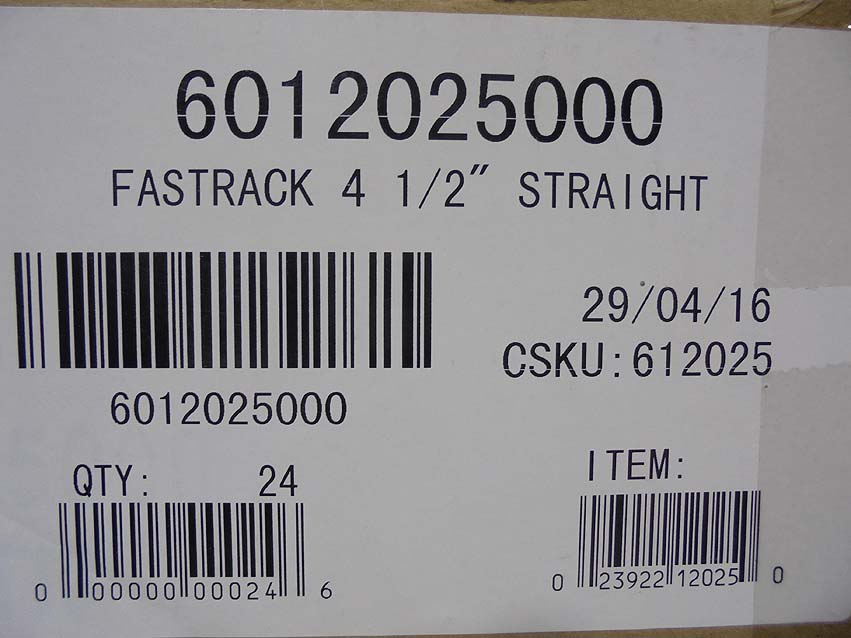 6012025000
FASTRACK 4 1/2" STRAIGHT
29/04/16
CSKU:612025
6012025000
QTY: 24
0 00000 00024 6
ITEM:
0 23922 12025 0